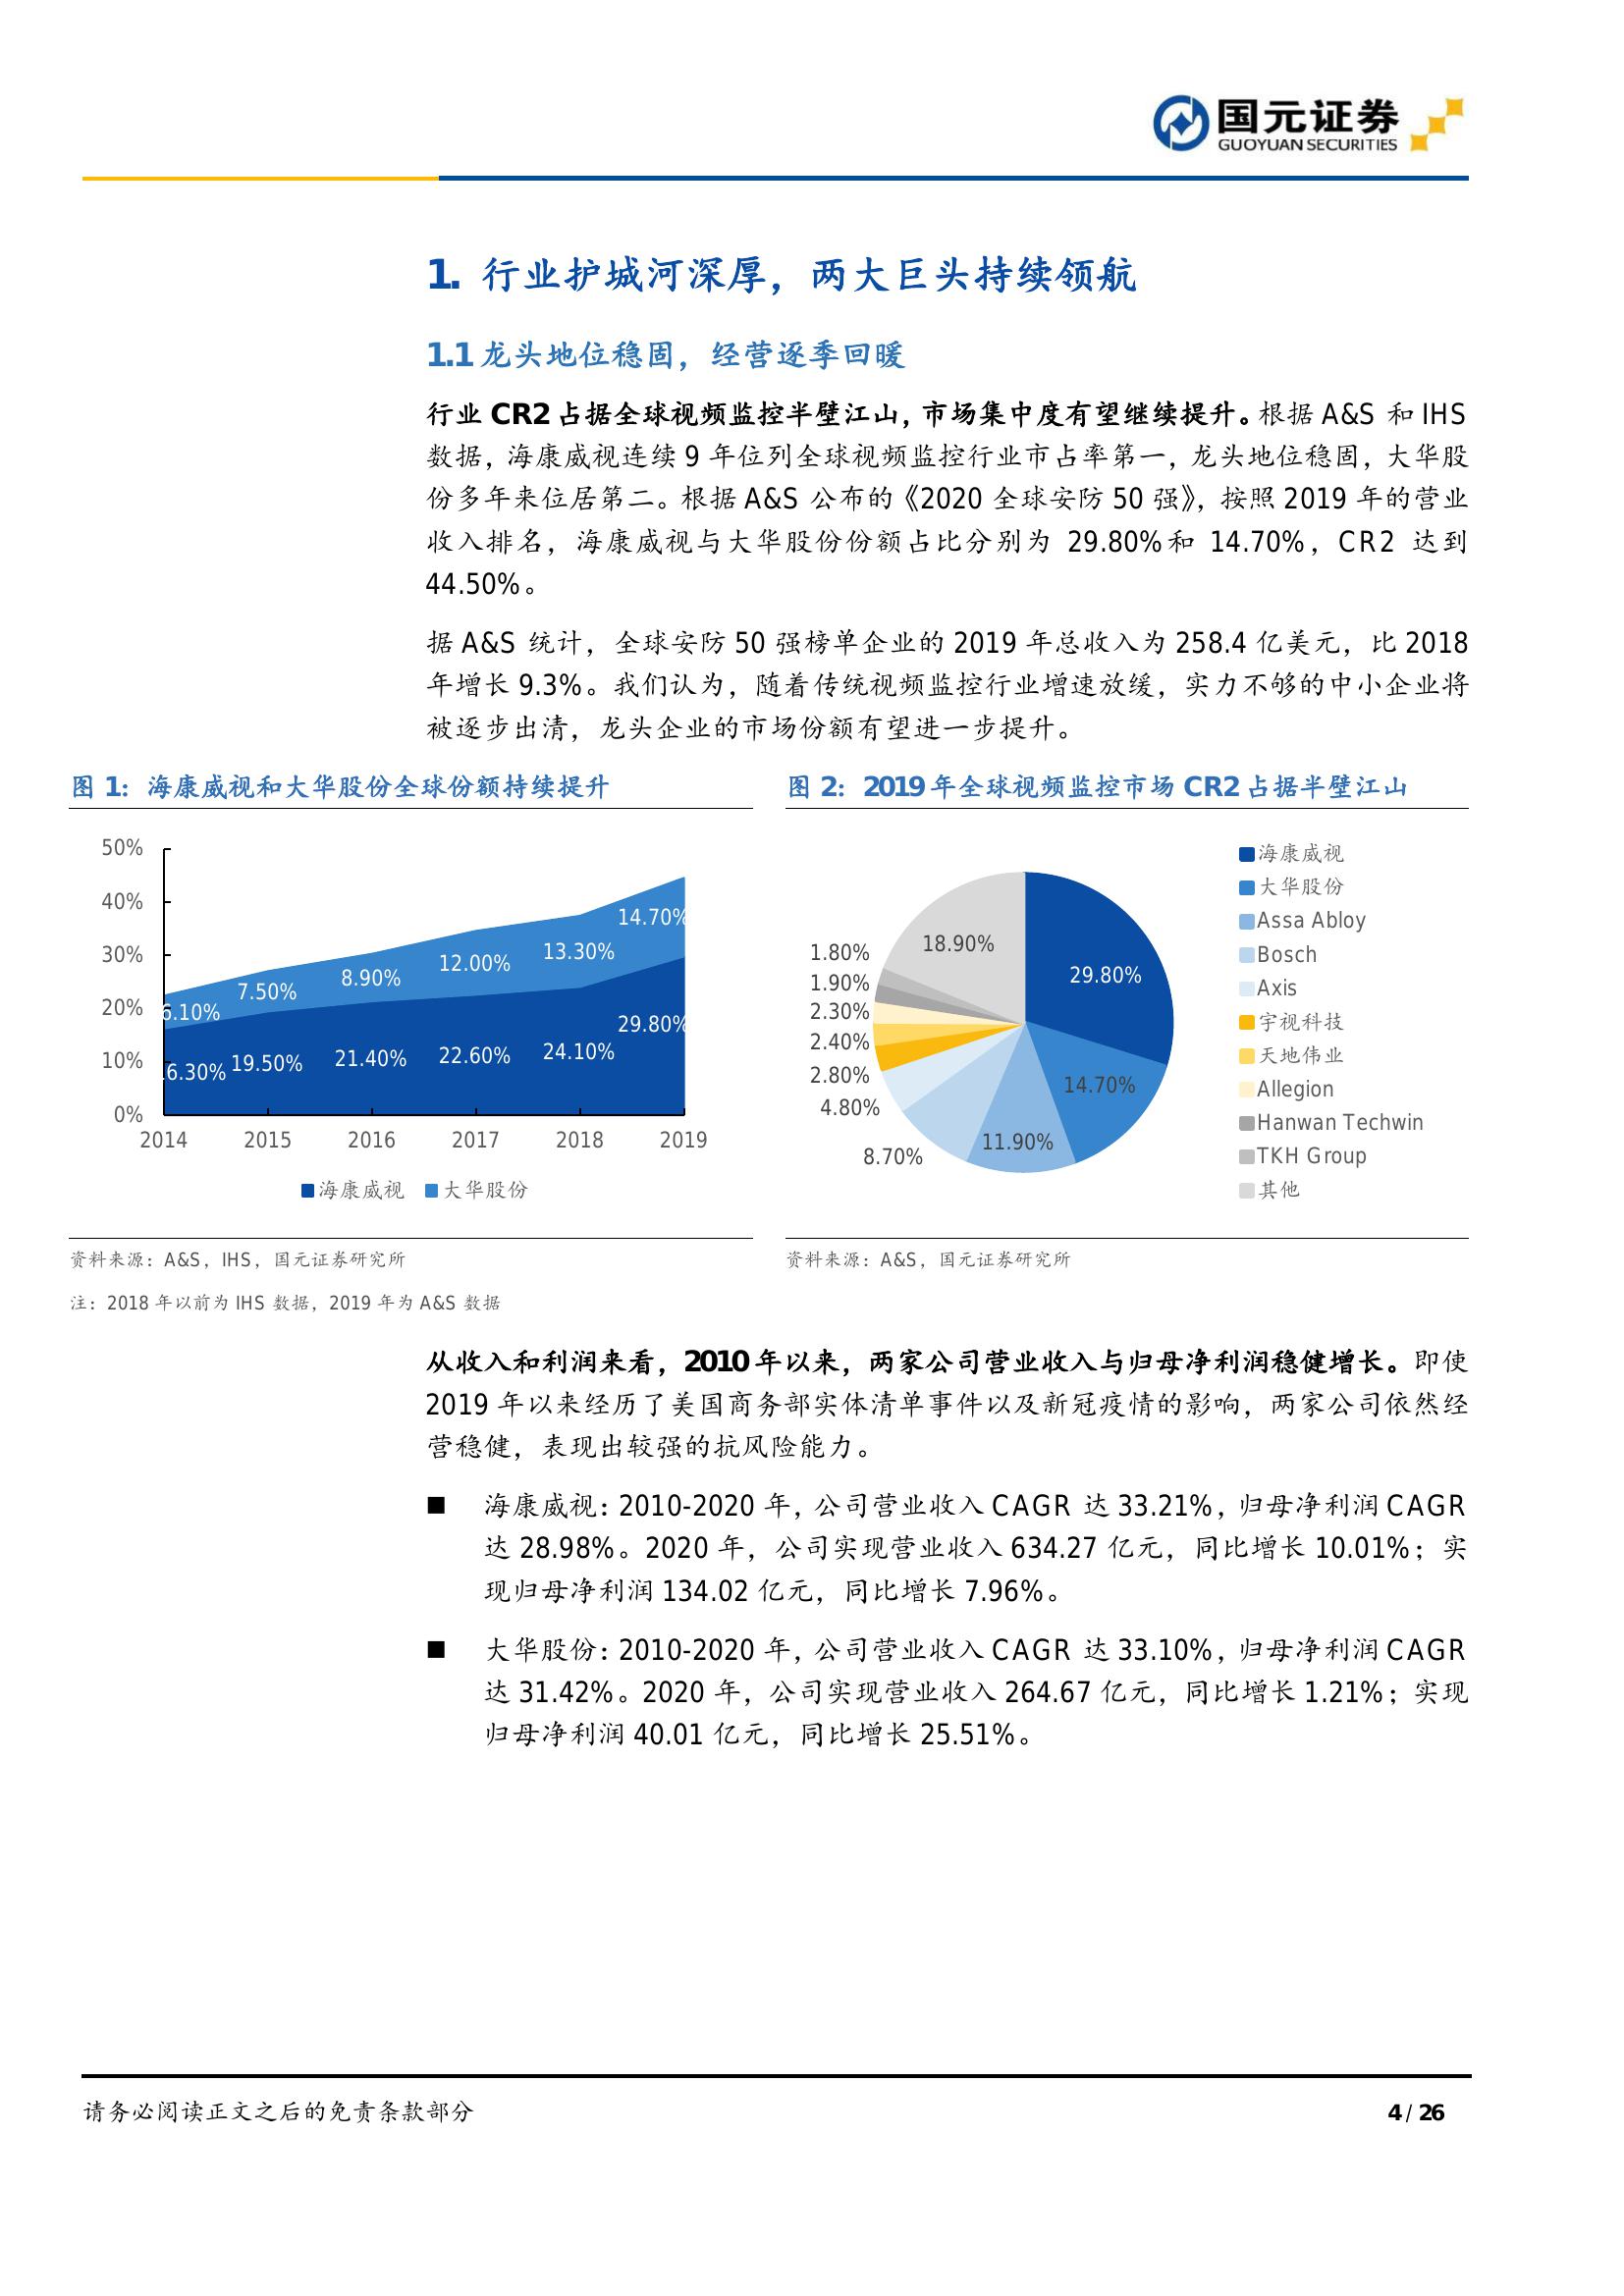 国元证券
GUOYUAN SECURITIES
1. 行业护城河深厚，两大巨头持续领航
1.1 龙头地位稳固，经营逐季回暖
行业 CR2 占据全球视频监控半壁江山，市场集中度有望继续提升。根据 A&S 和 IHS
数据，海康威视连续 9 年位列全球视频监控行业市占率第一，龙头地位稳固，大华股
份多年来位居第二。根据 A&S 公布的《2020 全球安防 50 强》，按照 2019 年的营业
收入排名，海康威视与大华股份份额占比分别为 29.80%和 14.70%，CR2 达到
44.50%。
据 A&S 统计，全球安防 50 强榜单企业的 2019 年总收入为 258.4 亿美元，比 2018
年增长 9.3%。我们认为，随着传统视频监控行业增速放缓，实力不够的中小企业将
被逐步出清，龙头企业的市场份额有望进一步提升。
图 1：海康威视和大华股份全球份额持续提升
50%
40%
30%
20%
10%
0%
6.10%
7.50%
8.90%
12.00%
13.30%
14.70%
6.30%
19.50%
21.40%
22.60%
24.10%
29.80%
2014 2015 2016 2017 2018 2019
海康威视 大华股份
资料来源：A&S，IHS，国元证券研究所
注：2018 年以前为 IHS 数据，2019 年为 A&S 数据
图 2：2019 年全球视频监控市场 CR2 占据半壁江山
29.80%
14.70%
11.90%
8.70%
4.80%
2.80%
2.40%
2.30%
1.90%
1.80%
18.90%
海康威视
大华股份
Assa Abloy
Bosch
Axis
宇视科技
天地伟业
Allegion
Hanwan Techwin
TKH Group
其他
资料来源：A&S，国元证券研究所
从收入和利润来看，2010 年以来，两家公司营业收入与归母净利润稳健增长。即使
2019 年以来经历了美国商务部实体清单事件以及新冠疫情的影响，两家公司依然经
营稳健，表现出较强的抗风险能力。
■ 海康威视：2010-2020 年，公司营业收入 CAGR 达 33.21%，归母净利润 CAGR
达 28.98%。2020 年，公司实现营业收入 634.27 亿元，同比增长 10.01%；实
现归母净利润 134.02 亿元，同比增长 7.96%。
■ 大华股份：2010-2020 年，公司营业收入 CAGR 达 33.10%，归母净利润 CAGR
达 31.42%。2020 年，公司实现营业收入 264.67 亿元，同比增长 1.21%；实现
归母净利润 40.01 亿元，同比增长 25.51%。
请务必阅读正文之后的免责条款部分
4 / 26